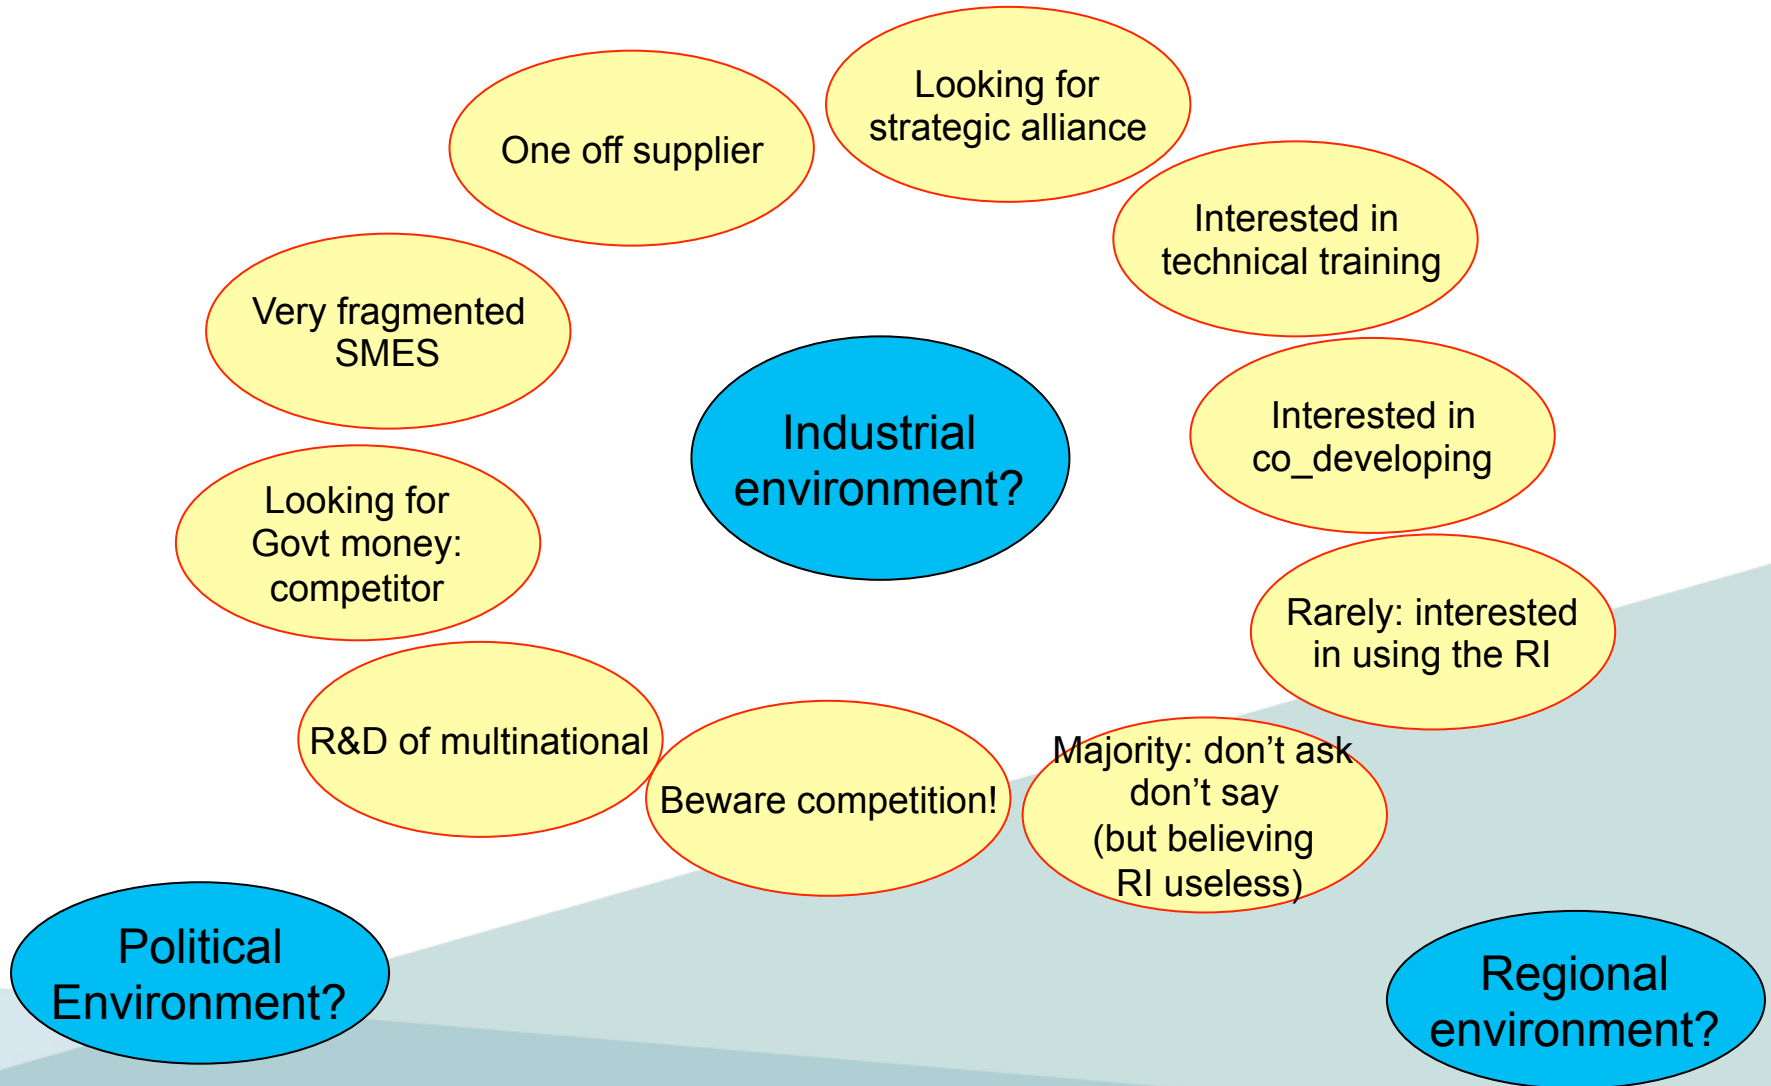 Looking for
strategic alliance
One off supplier
Interested in
technical training
Very fragmented
SMES
Industrial
environment?
Interested in
co_developing
Looking for
Govt money:
competitor
Rarely: interested
in using the RI
R&D of multinational
Beware competition!
Majority: don’t ask
don’t say
(but believing
RI useless)
Political
Environment?
Regional
environment?